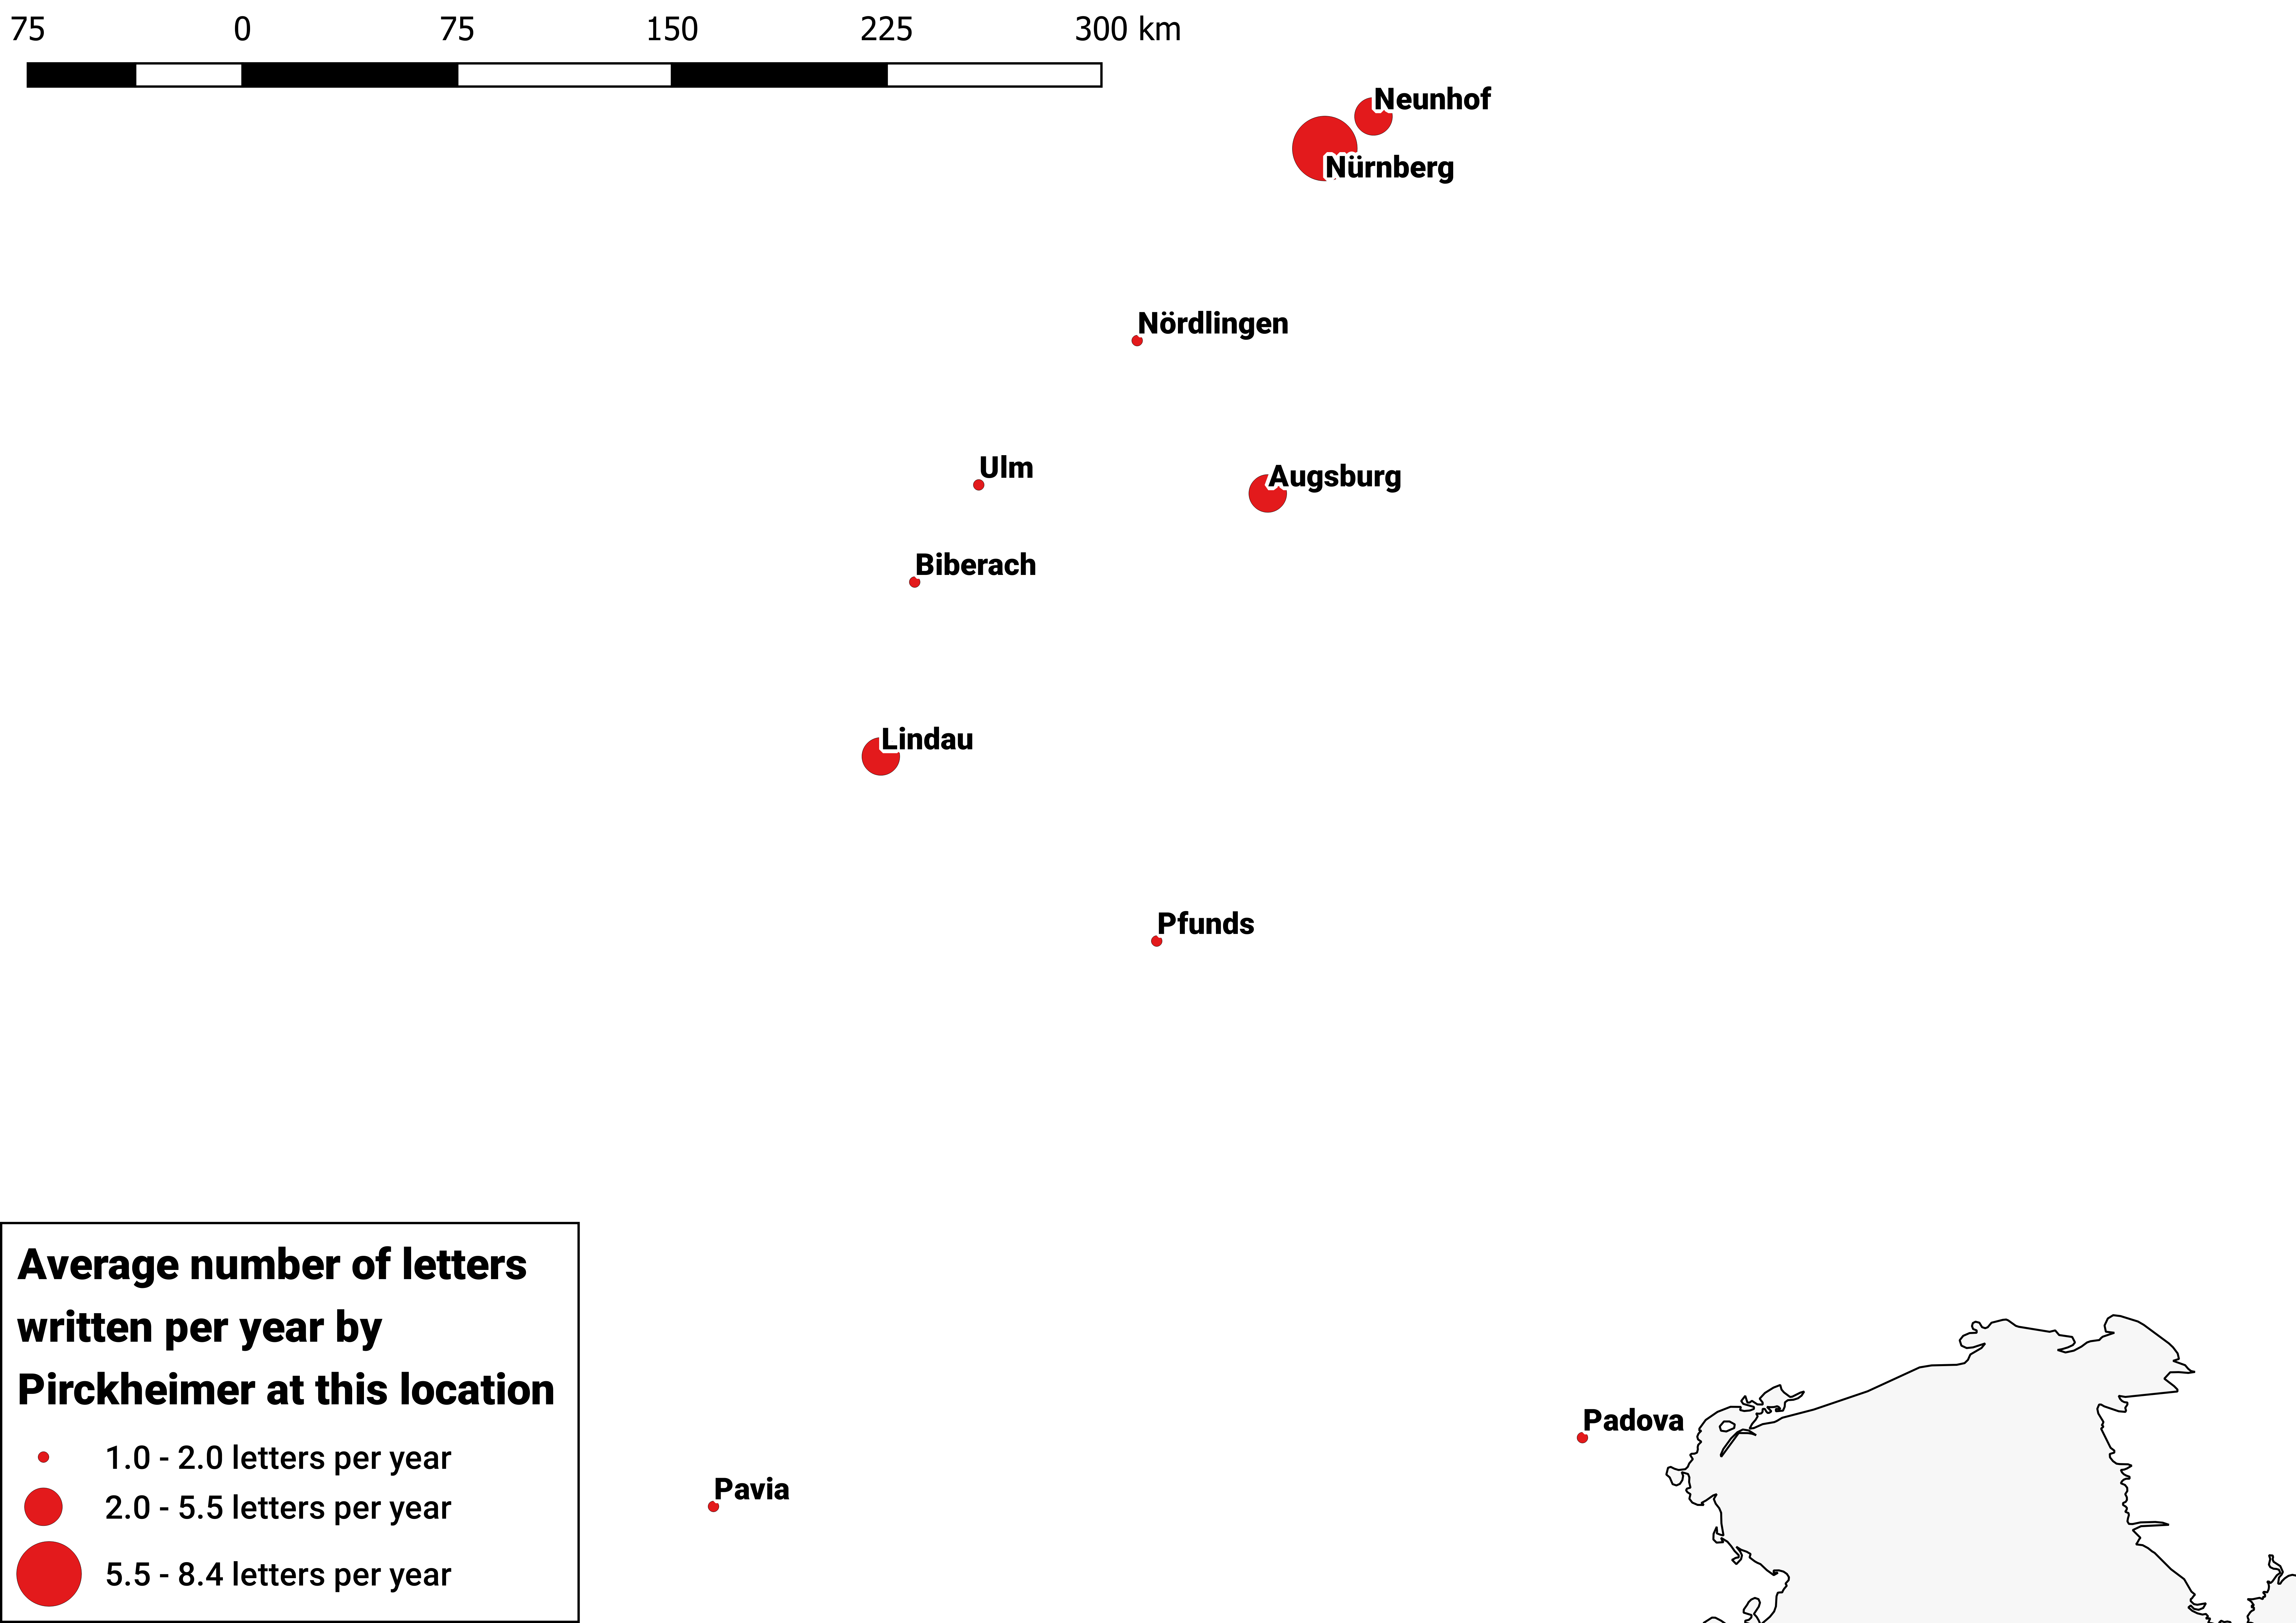 75 0 75 150 225 300 km
Neunhof
Nürnberg
Nördlingen
Ulm
Augsburg
Biberach
Lindau
Pfunds
Padova
Pavia
Average number of letters
written per year by
Pirckheimer at this location
1.0 - 2.0 letters per year
2.0 - 5.5 letters per year
5.5 - 8.4 letters per year